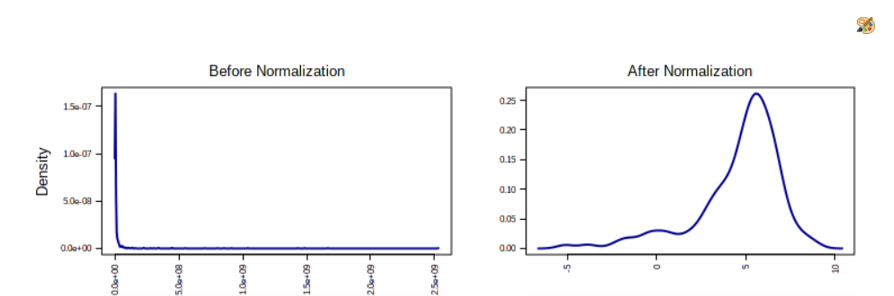 Before Normalization
Density
1.5e-07
1.0e-07
5.0e-08
0.0e+00
0.0e+00
5.0e+08
1.0e+09
1.5e+09
2.0e+09
2.5e+09
After Normalization
0.25
0.20
0.15
0.10
0.05
0.00
-5
0
5
10